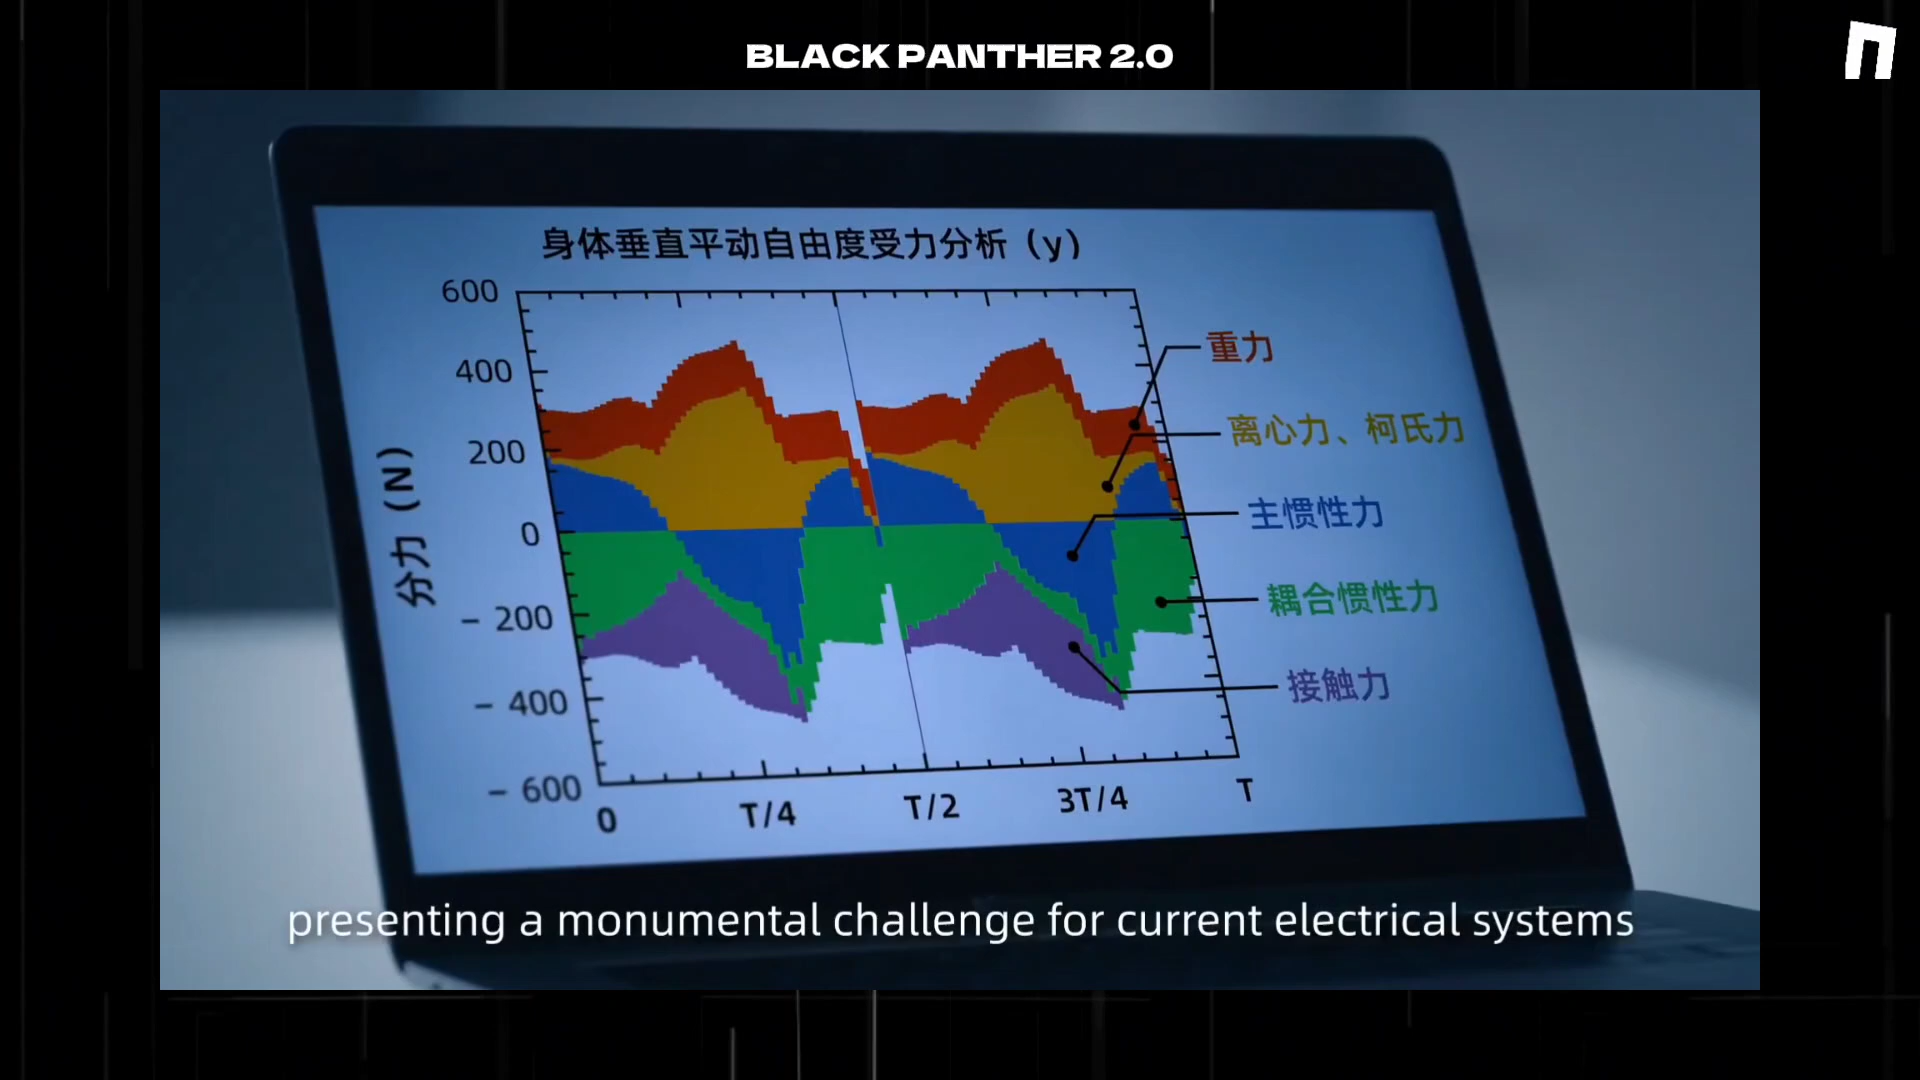 BLACK PANTHER 2.0
身体垂直平动自由度受力分析（y）
600
400
200
0
- 200
- 400
- 600
分力（N）
0
T/4
T/2
3T/4
T
重力
离心力、柯氏力
主惯性力
耦合惯性力
接触力
presenting a monumental challenge for current electrical systems